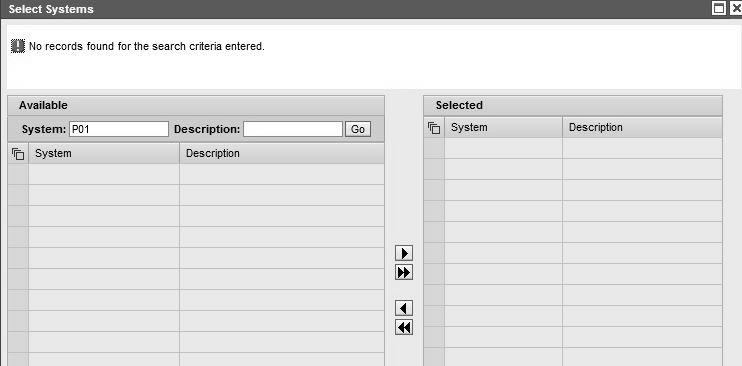 Select Systems
No records found for the search criteria entered.
Available
System: P01 Description: Go
System Description
Selected
System Description